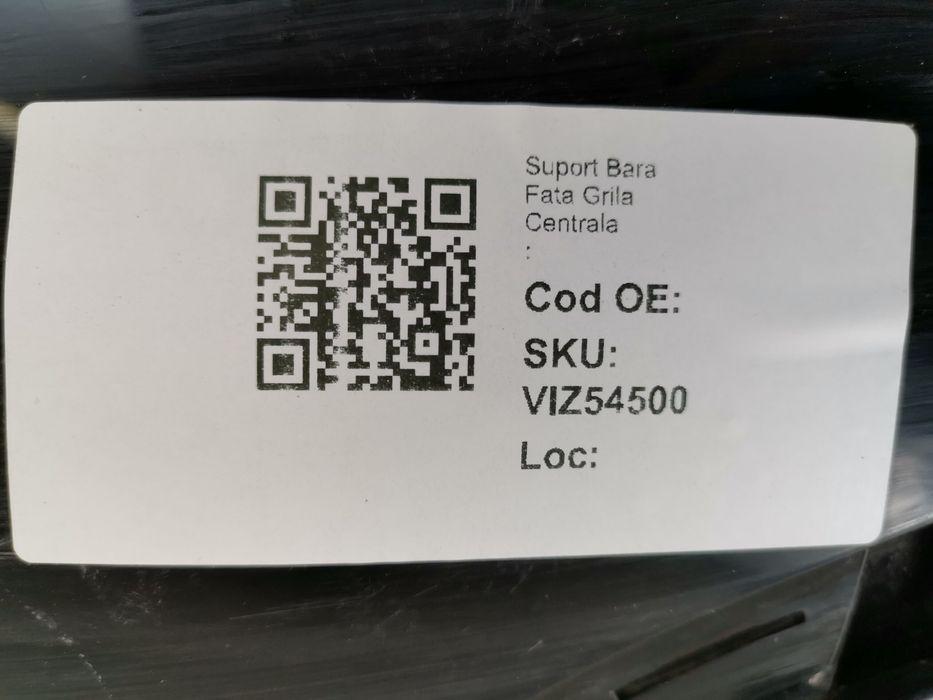 Suport Bara
Fata Grila
Centrala
:
Cod OE:
SKU:
VIZ54500
Loc: